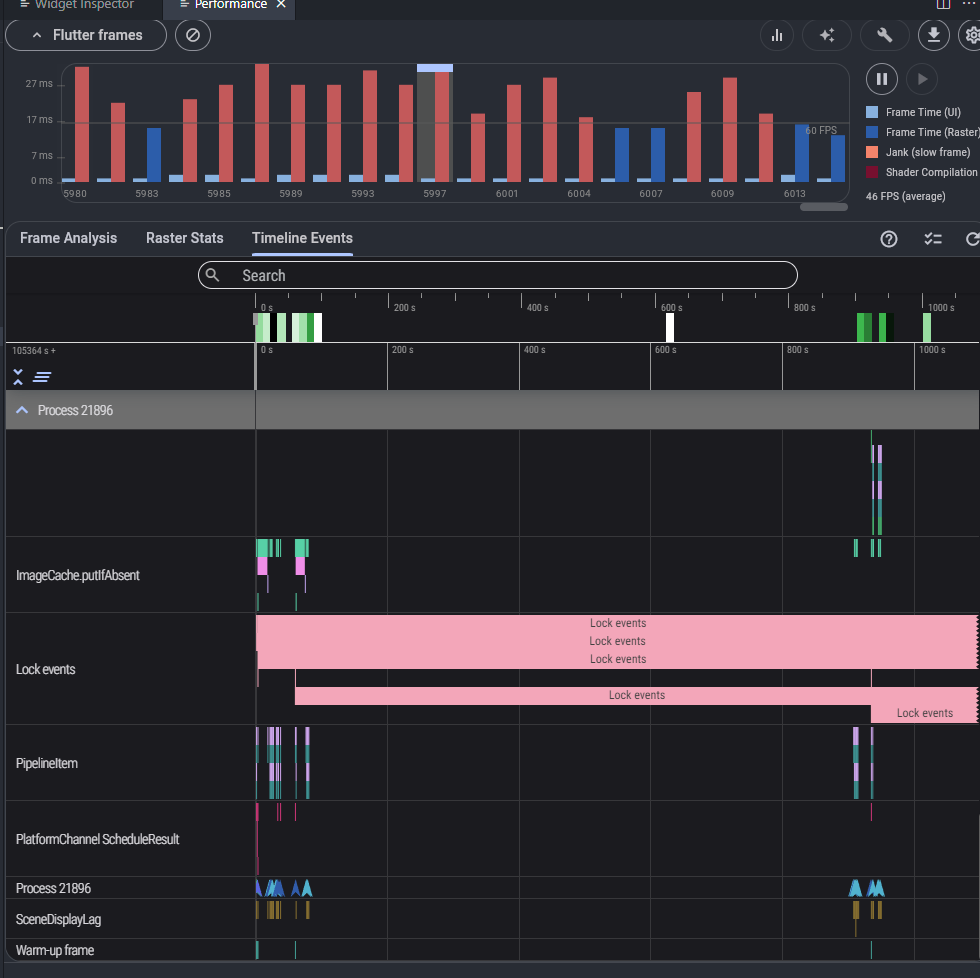 Widget Inspector
Performance
Flutter frames
27 ms
17 ms
7 ms
0 ms
60 FPS
5980 5983 5985 5989 5993 5997 6001 6004 6007 6009 6013
Frame Time (UI)
Frame Time (Raster)
Jank (slow frame)
Shader Compilation
46 FPS (average)
Frame Analysis Raster Stats Timeline Events
Search
0 s 200 s 400 s 600 s 800 s 1000 s
105364 s + 0 s 200 s 400 s 600 s 800 s 1000 s
Process 21896
ImageCache.putIfAbsent
Lock events
Lock events
Lock events
Lock events
Lock events
Lock events
PipelineItem
PlatformChannel ScheduleResult
Process 21896
SceneDisplayLag
Warm-up frame